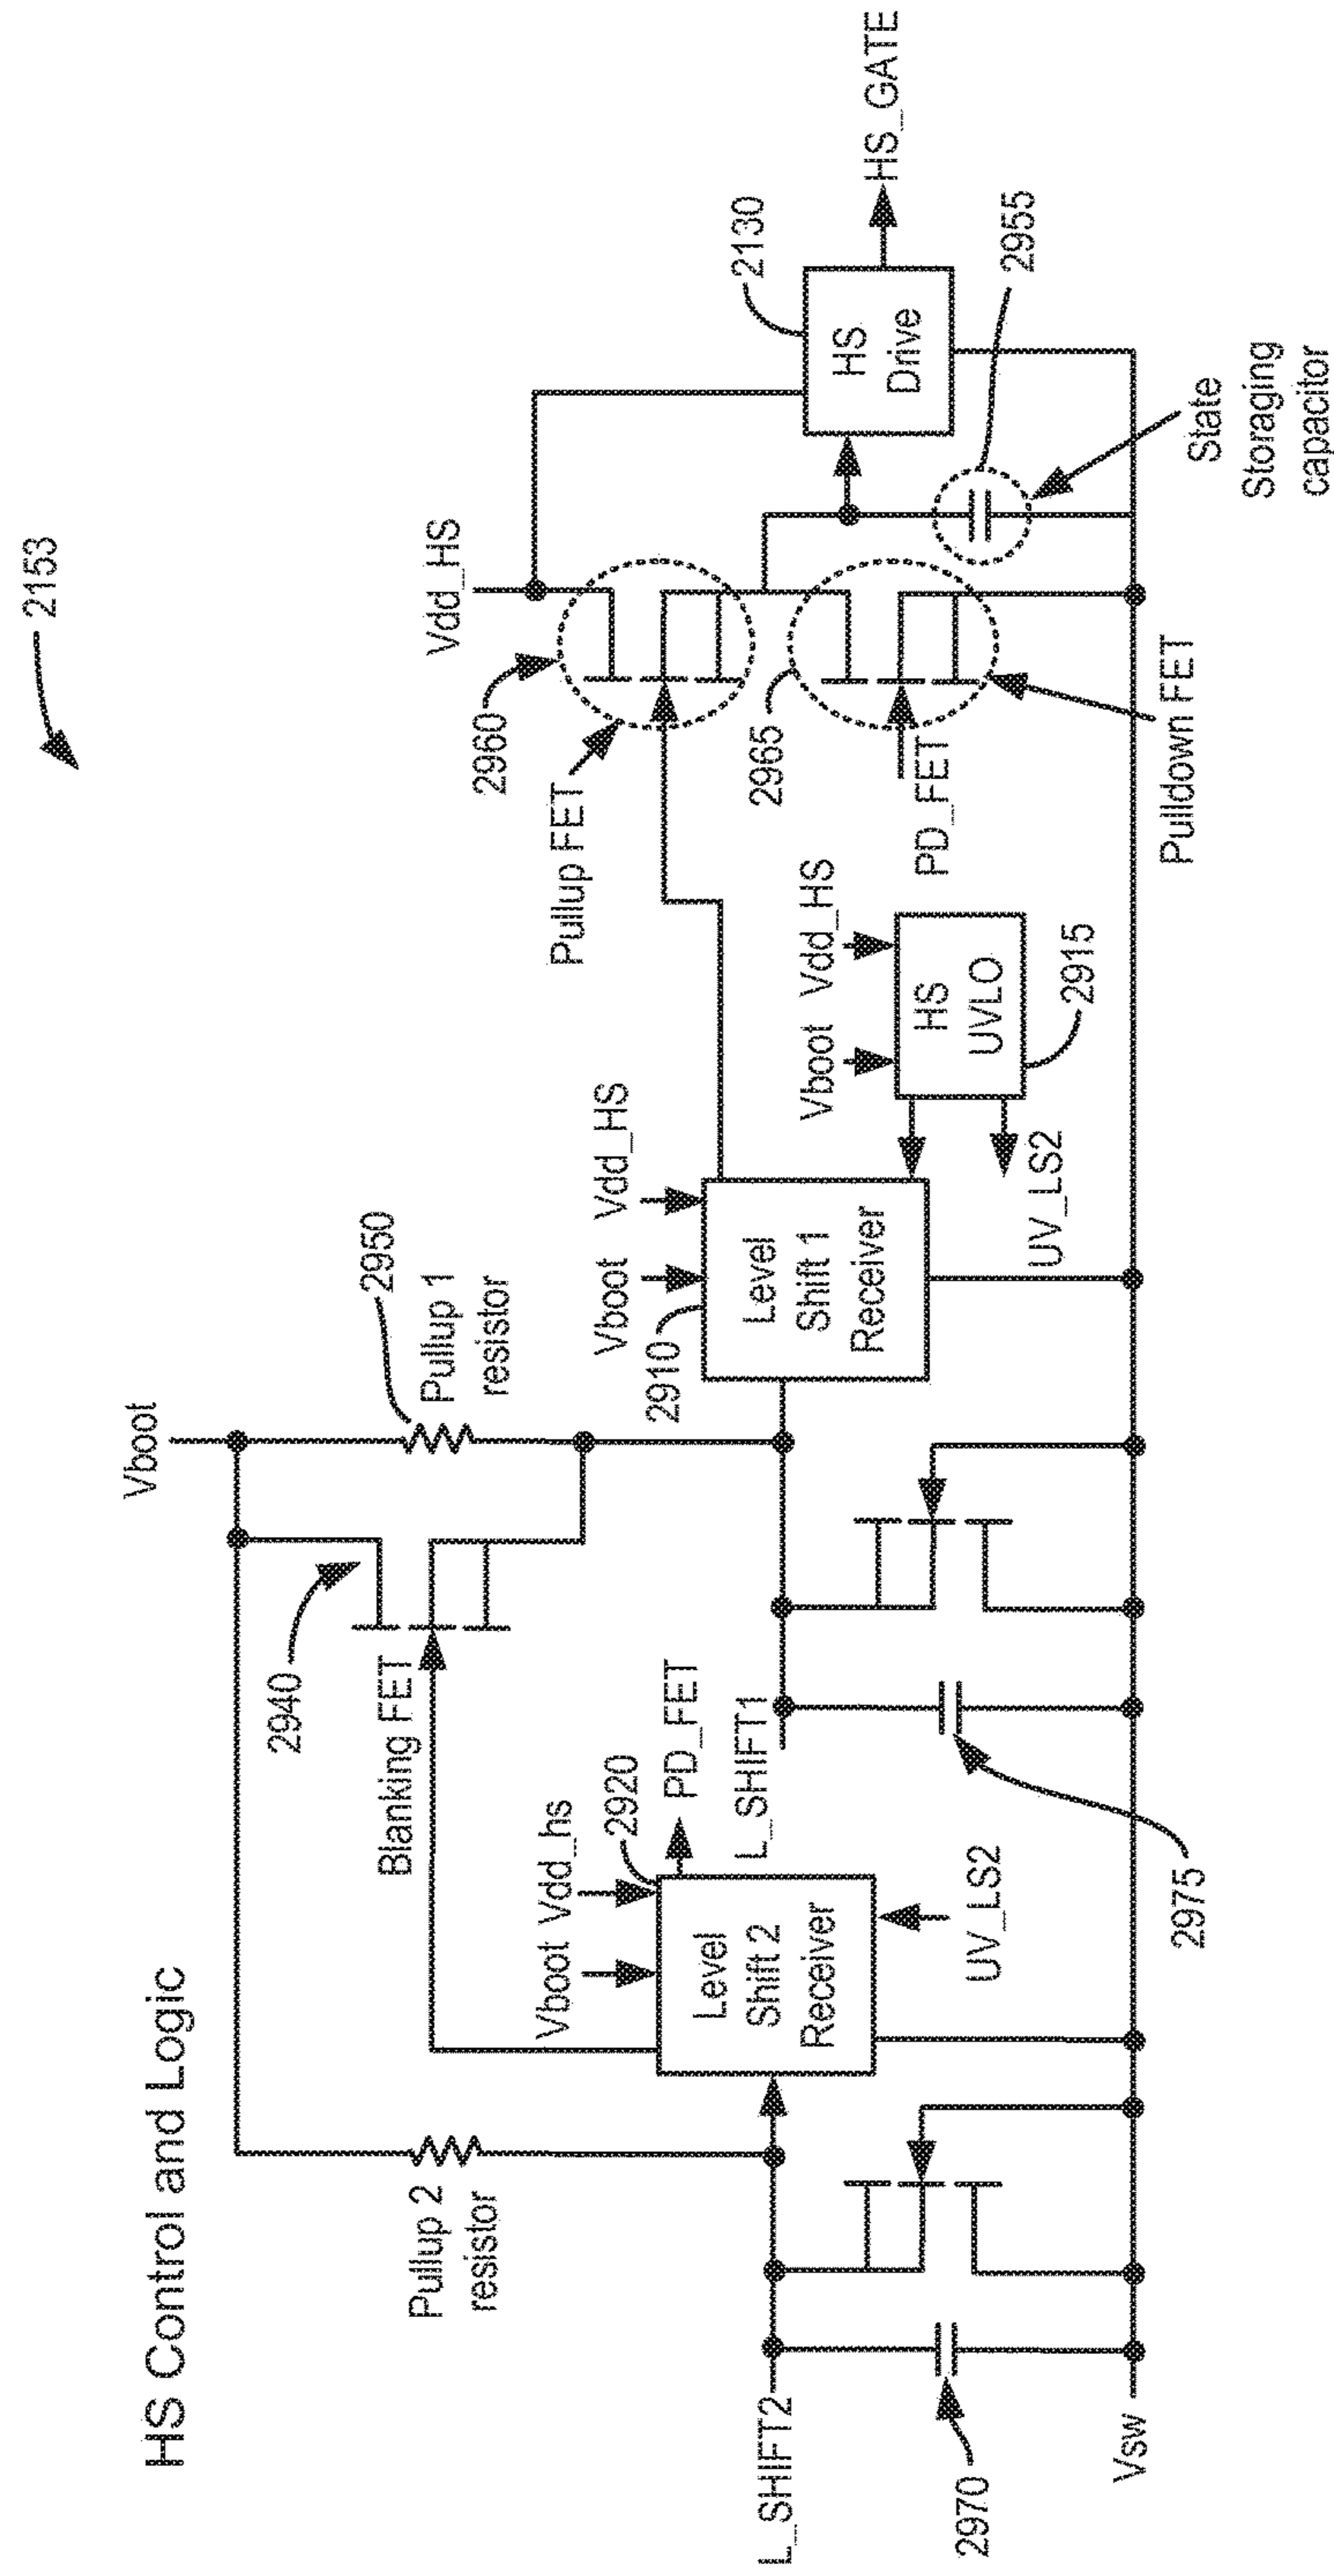 2153
HS Control and Logic
Vboot
Pullup 2
resistor
2940
Blanking FET
2950
Pullup 1
resistor
Vboot
Vdd_hs
2920
PD_FET
L_SHIFT1
Level
Shift 2
Receiver
UV_LS2
L_SHIFT2
2970
Vsw
2975
Vboot
Vdd_HS
2910
Level
Shift 1
Receiver
Vboot
Vdd_HS
HS
UVLO
2915
UV_LS2
Vdd_HS
2960
Pullup FET
2965
PD_FET
Pulldown FET
2130
HS
Drive
HS_GATE
2955
State
Storaging
capacitor